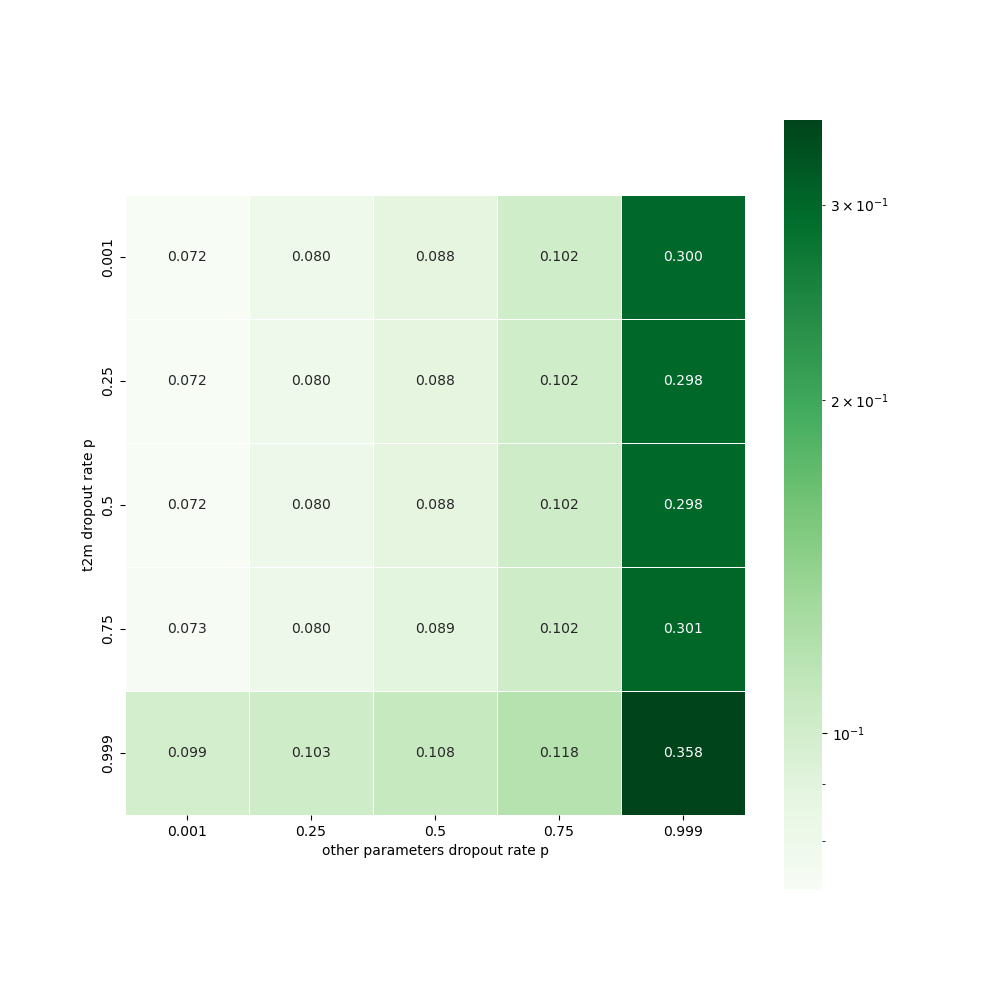 t2m dropout rate p
0.001 0.072 0.080 0.088 0.102 0.300
0.25 0.072 0.080 0.088 0.102 0.298
0.5 0.072 0.080 0.088 0.102 0.298
0.75 0.073 0.080 0.089 0.102 0.301
0.999 0.099 0.103 0.108 0.118 0.358
0.001 0.25 0.5 0.75 0.999
other parameters dropout rate p
3 × 10⁻¹
2 × 10⁻¹
10⁻¹